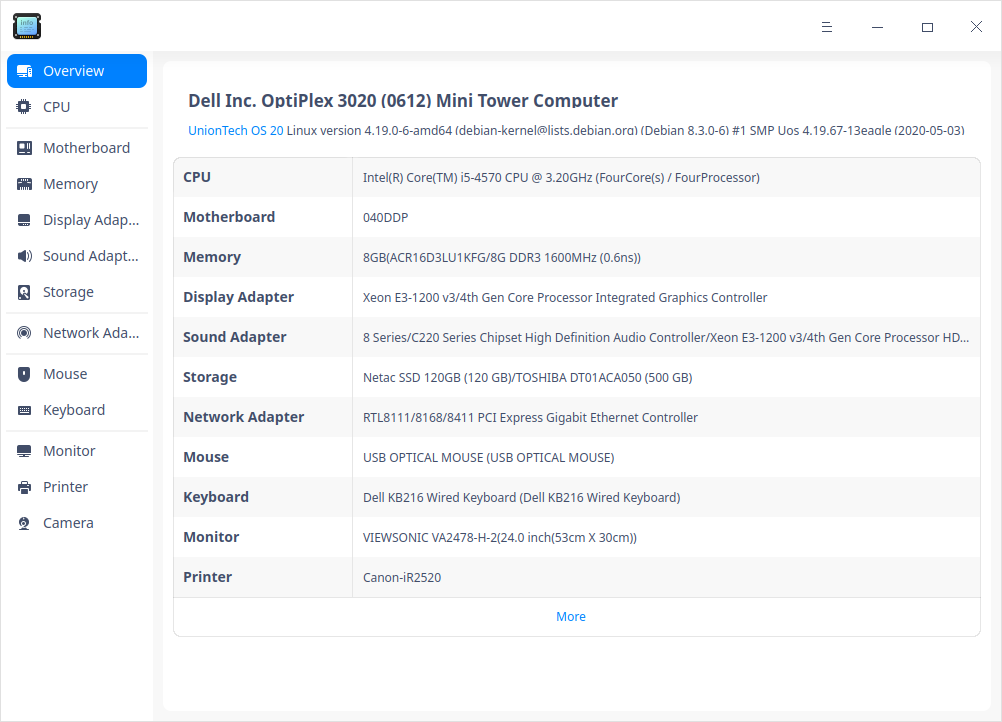 info
Overview
CPU
Motherboard
Memory
Display Adap...
Sound Adapt...
Storage
Network Ada...
Mouse
Keyboard
Monitor
Printer
Camera
Dell Inc. OptiPlex 3020 (0612) Mini Tower Computer
UnionTech OS 20 Linux version 4.19.0-6-amd64 (debian-kernel@lists.debian.org) (Debian 8.3.0-6) #1 SMP Uos 4.19.67-13eagle (2020-05-03)
CPU Intel(R) Core(TM) i5-4570 CPU @ 3.20GHz (FourCore(s) / FourProcessor)
Motherboard 040DDP
Memory 8GB(ACR16D3LU1KFG/8G DDR3 1600MHz (0.6ns))
Display Adapter Xeon E3-1200 v3/4th Gen Core Processor Integrated Graphics Controller
Sound Adapter 8 Series/C220 Series Chipset High Definition Audio Controller/Xeon E3-1200 v3/4th Gen Core Processor HD...
Storage Netac SSD 120GB (120 GB)/TOSHIBA DT01ACA050 (500 GB)
Network Adapter RTL8111/8168/8411 PCI Express Gigabit Ethernet Controller
Mouse USB OPTICAL MOUSE (USB OPTICAL MOUSE)
Keyboard Dell KB216 Wired Keyboard (Dell KB216 Wired Keyboard)
Monitor VIEWSONIC VA2478-H-2(24.0 inch(53cm X 30cm))
Printer Canon-iR2520
More